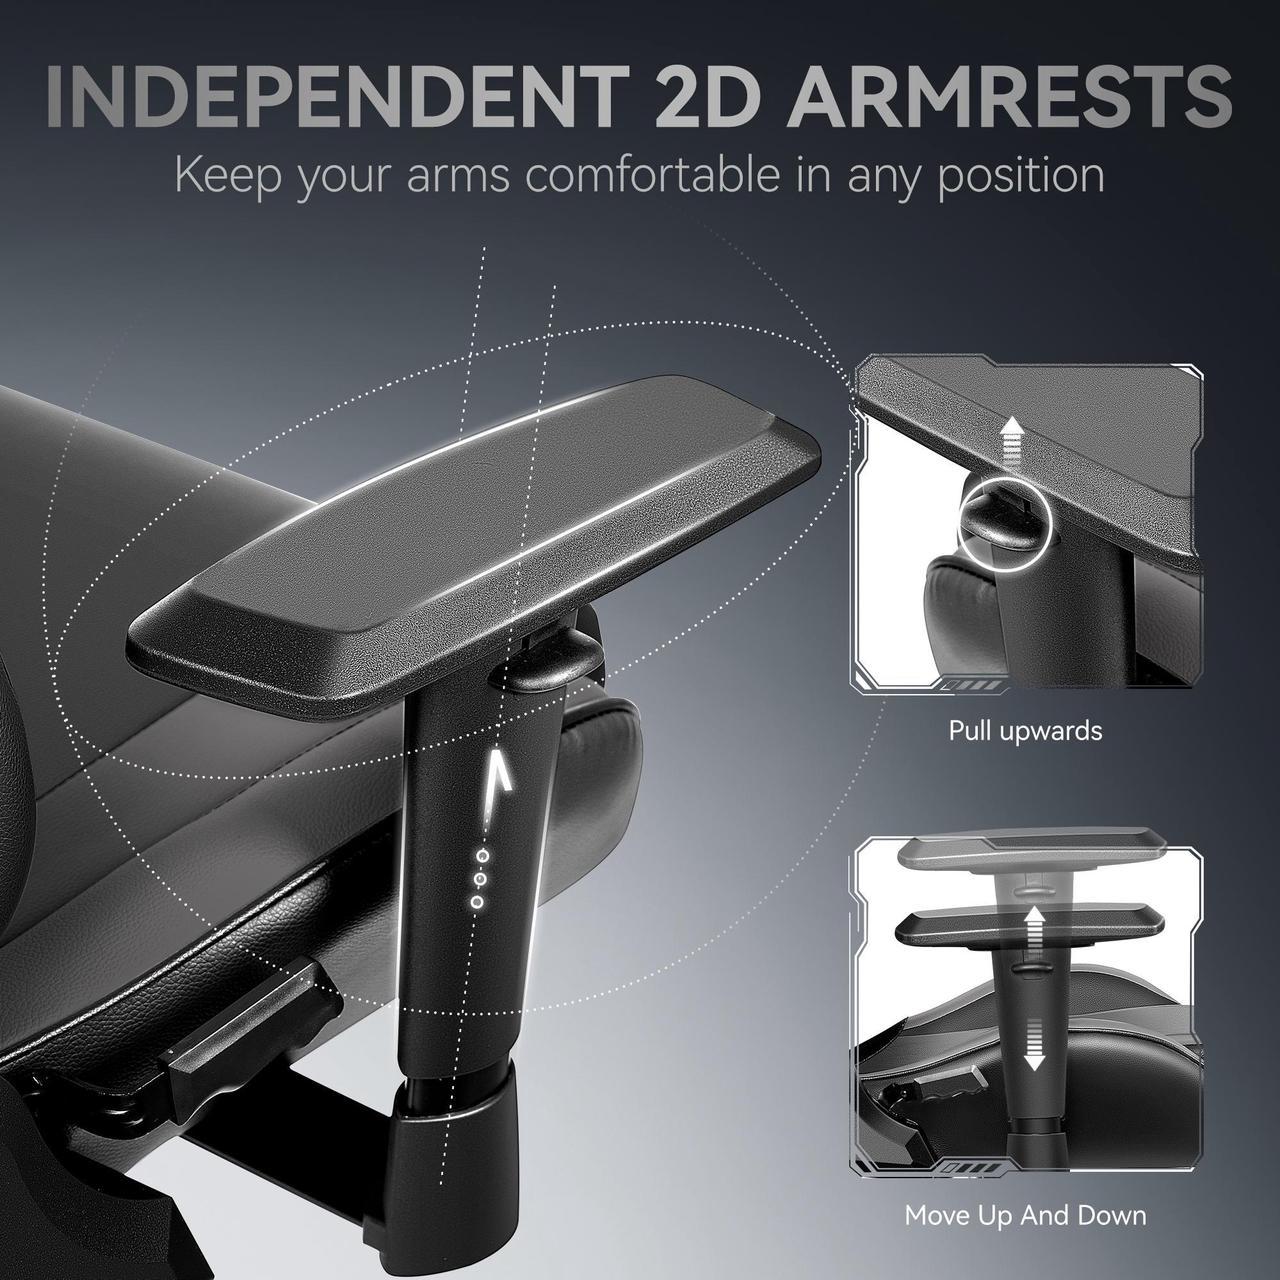 INDEPENDENT 2D ARMRESTS
Keep your arms comfortable in any position
Pull upwards
Move Up And Down